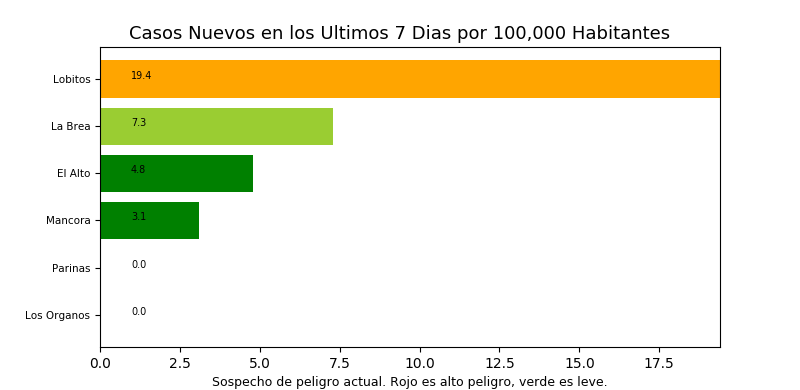 Casos Nuevos en los Ultimos 7 Dias por 100,000 Habitantes
Lobitos 19.4
La Brea 7.3
El Alto 4.8
Mancora 3.1
Parinas 0.0
Los Organos 0.0
0.0 2.5 5.0 7.5 10.0 12.5 15.0 17.5
Sospecho de peligro actual. Rojo es alto peligro, verde es leve.